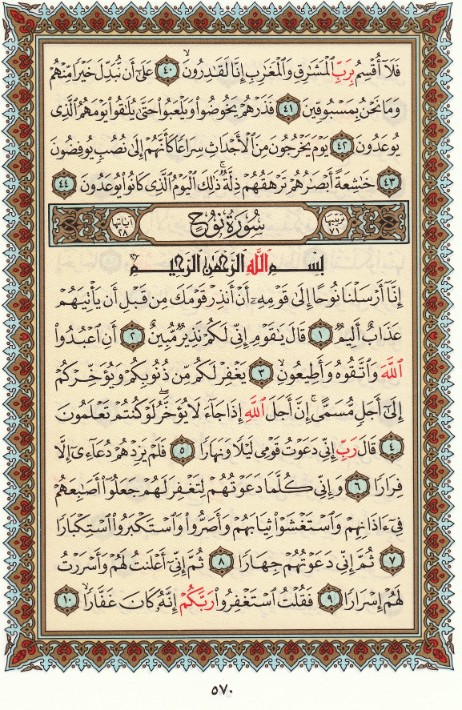 فَلَآ أُقۡسِمُ بِرَبِّ ٱلۡمَشَٰرِقِ وَٱلۡمَغَٰرِبِ إِنَّا لَقَٰدِرُونَ ٤٠ عَلَىٰٓ أَن نُّبَدِّلَ خَيۡرًا مِّنۡهُمۡ
وَمَا نَحۡنُ بِمَسۡبُوقِينَ ٤١ فَذَرۡهُمۡ يَخُوضُواْ وَيَلۡعَبُواْ حَتَّىٰ يُلَٰقُواْ يَوۡمَهُمُ ٱلَّذِي
يُوعَدُونَ ٤٢ يَوۡمَ يَخۡرُجُونَ مِنَ ٱلۡأَجۡدَاثِ سِرَاعًا كَأَنَّهُمۡ إِلَىٰ نُصُبٖ يُوفِضُونَ
٤٣ خَٰشِعَةً أَبۡصَٰرُهُمۡ تَرۡهَقُهُمۡ ذِلَّةٞۚ ذَٰلِكَ ٱلۡيَوۡمُ ٱلَّذِي كَانُواْ يُوعَدُونَ ٤٤
ترتيبها ٧١ سُورَةُ نُوحٍ آياتها ٢٨
بِسۡمِ ٱللَّهِ ٱلرَّحۡمَٰنِ ٱلرَّحِيمِ
إِنَّآ أَرۡسَلۡنَا نُوحًا إِلَىٰ قَوۡمِهِۦٓ أَنۡ أَنذِرۡ قَوۡمَكَ مِن قَبۡلِ أَن يَأۡتِيَهُمۡ
عَذَابٌ أَلِيمٞ ١ قَالَ يَٰقَوۡمِ إِنِّي لَكُمۡ نَذِيرٞ مُّبِينٌ ٢ أَنِ ٱعۡبُدُواْ
ٱللَّهَ وَٱتَّقُوهُ وَأَطِيعُونِ ٣ يَغۡفِرۡ لَكُم مِّن ذُنُوبِكُمۡ وَيُؤَخِّرۡكُمۡ
إِلَىٰٓ أَجَلٖ مُّسَمًّىۚ إِنَّ أَجَلَ ٱللَّهِ إِذَا جَآءَ لَا يُؤَخَّرُۚ لَوۡ كُنتُمۡ تَعۡلَمُونَ
٤ قَالَ رَبِّ إِنِّي دَعَوۡتُ قَوۡمِي لَيۡلٗا وَنَهَارٗا ٥ فَلَمۡ يَزِدۡهُمۡ دُعَآءِيٓ إِلَّا
فِرَارٗا ٦ وَإِنِّي كُلَّمَا دَعَوۡتُهُمۡ لِتَغۡفِرَ لَهُمۡ جَعَلُوٓاْ أَصَٰبِعَهُمۡ
فِيٓ ءَاذَانِهِمۡ وَٱسۡتَغۡشَوۡاْ ثِيَابَهُمۡ وَأَصَرُّواْ وَٱسۡتَكۡبَرُواْ ٱسۡتِكۡبَارٗا
٧ ثُمَّ إِنِّي دَعَوۡتُهُمۡ جِهَارٗا ٨ ثُمَّ إِنِّيٓ أَعۡلَنتُ لَهُمۡ وَأَسۡرَرۡتُ
لَهُمۡ إِسۡرَارٗا ٩ فَقُلۡتُ ٱسۡتَغۡفِرُواْ رَبَّكُمۡ إِنَّهُۥ كَانَ غَفَّارٗا ١٠
٥٧٠